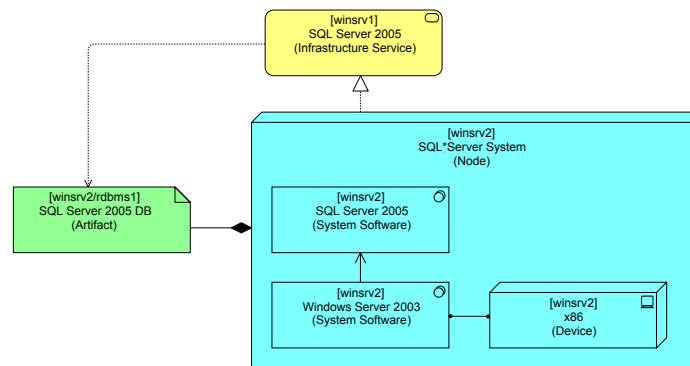 [winsrv1]
SQL Server 2005
(Infrastructure Service)
[winsrv2]
SQL*Server System
(Node)
[winsrv2/rdbms1]
SQL Server 2005 DB
(Artifact)
[winsrv2]
SQL Server 2005
(System Software)
[winsrv2]
Windows Server 2003
(System Software)
[winsrv2]
x86
(Device)